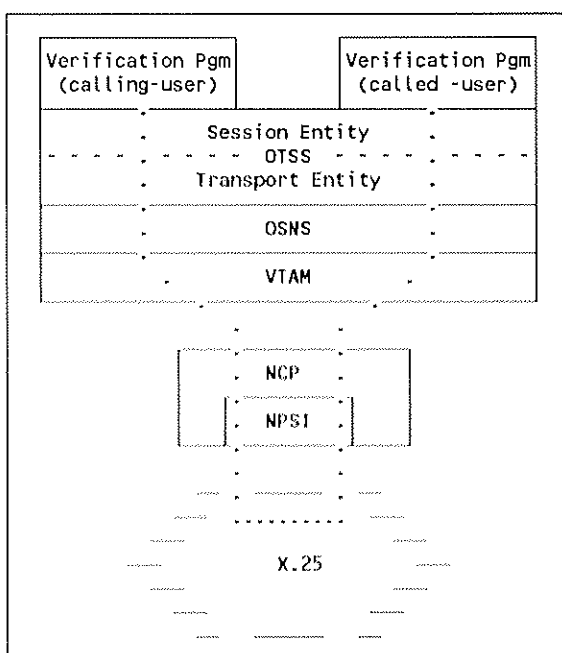 Verification Pgm
(calling-user)
Verification Pgm
(called -user)
Session Entity
OTSS
Transport Entity
OSNS
VTAM
NCP
NPSI
X.25